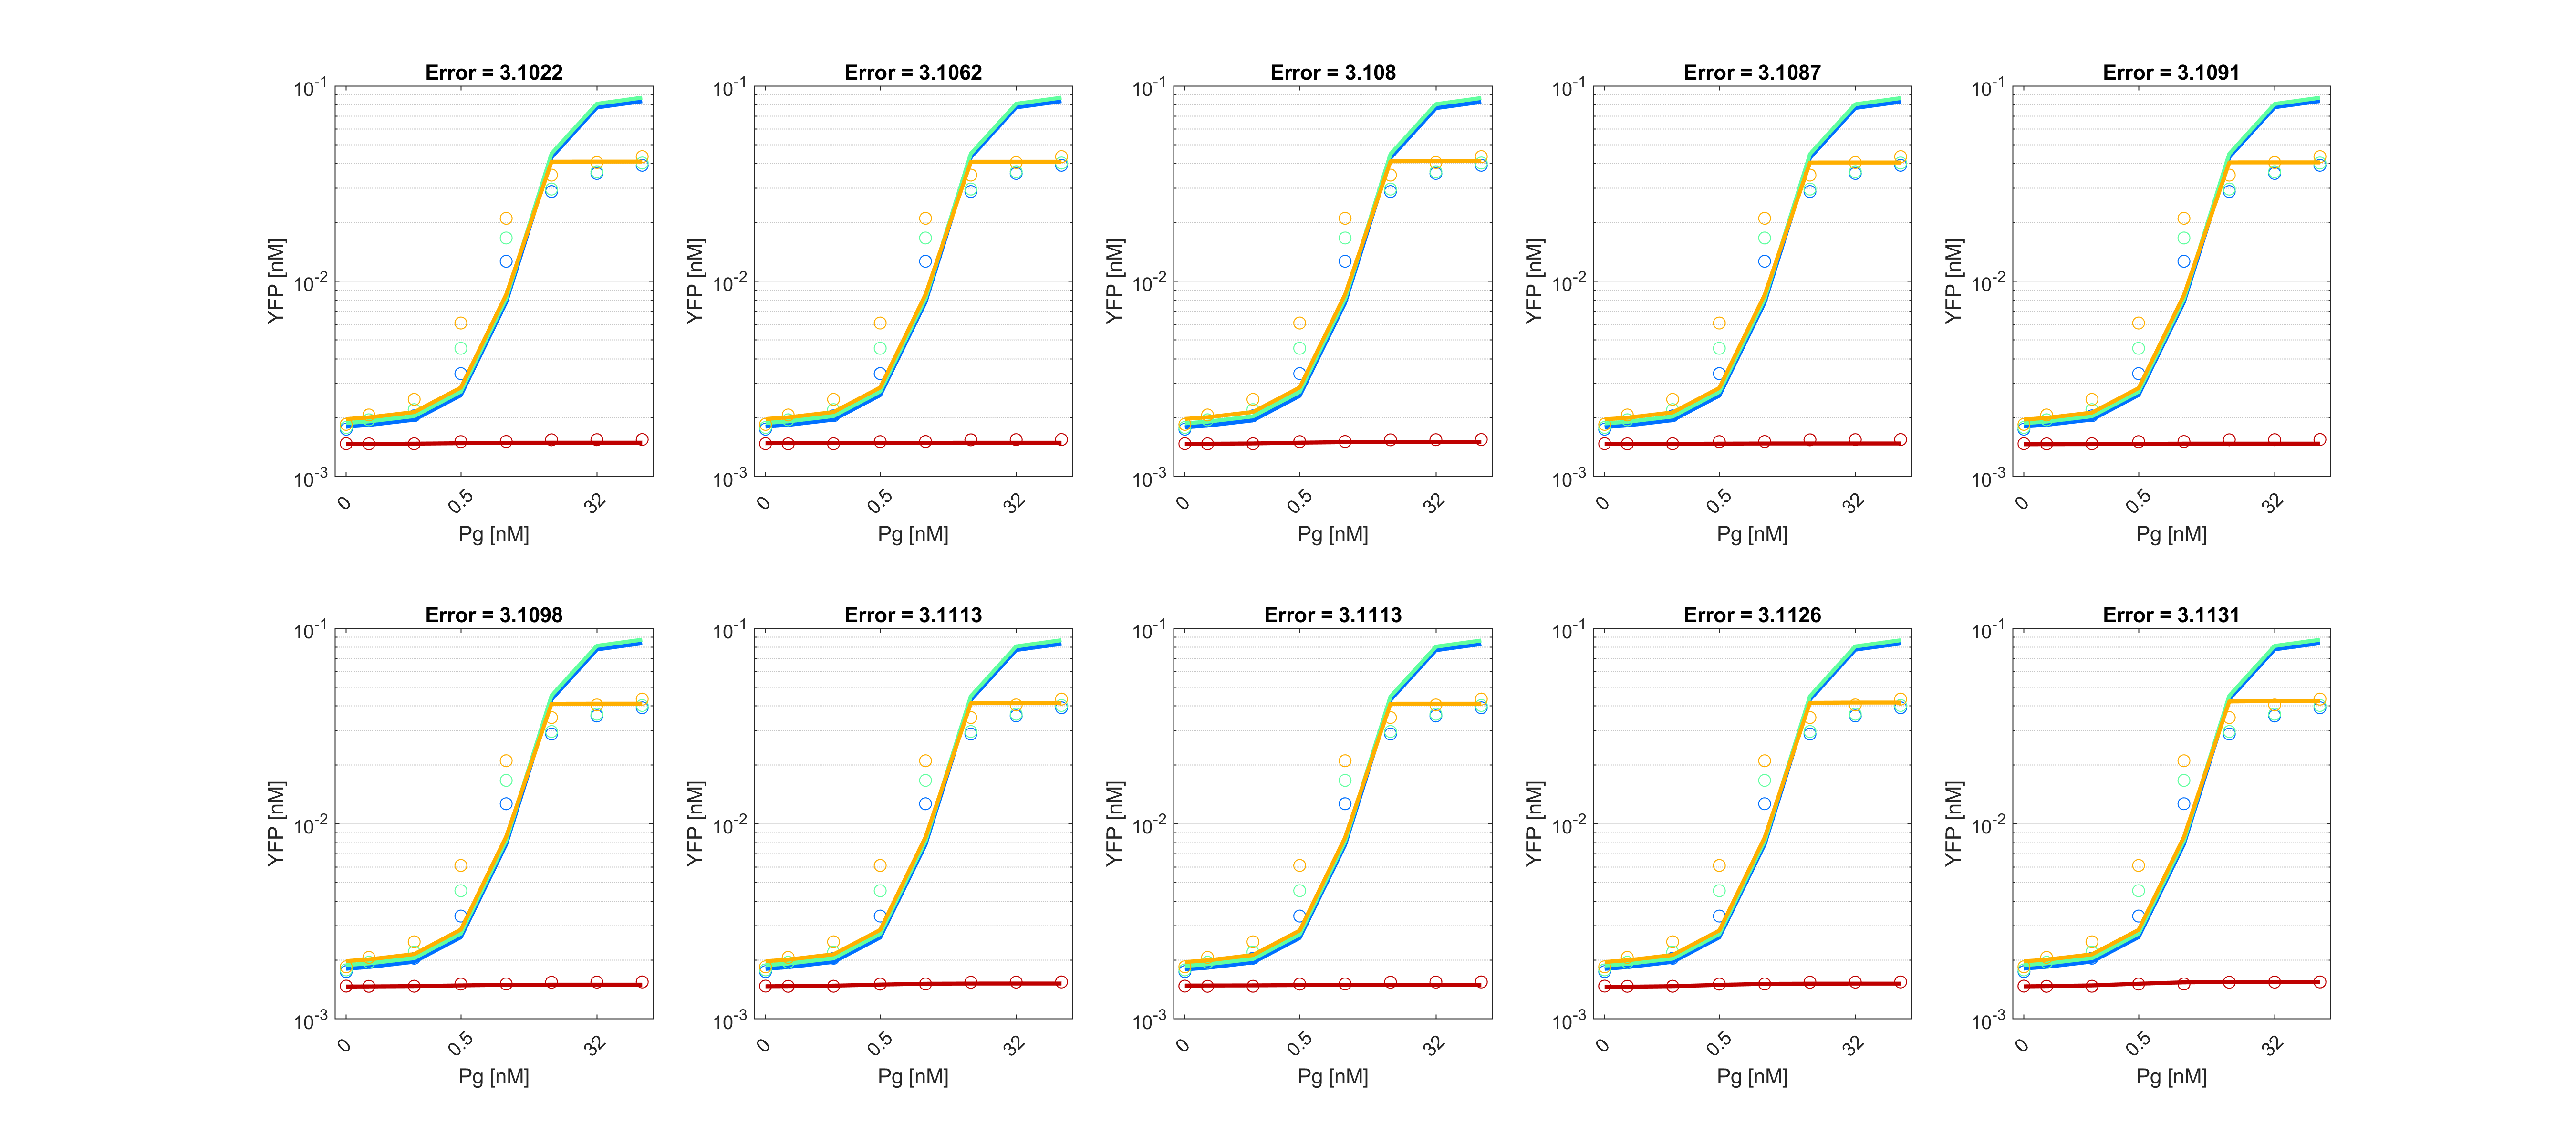 Error = 3.1022
10-1
10-2
10-3
YFP [nM]
0
0.5
32
Pg [nM]
Error = 3.1062
10-1
10-2
10-3
YFP [nM]
0
0.5
32
Pg [nM]
Error = 3.108
10-1
10-2
10-3
YFP [nM]
0
0.5
32
Pg [nM]
Error = 3.1087
10-1
10-2
10-3
YFP [nM]
0
0.5
32
Pg [nM]
Error = 3.1091
10-1
10-2
10-3
YFP [nM]
0
0.5
32
Pg [nM]
Error = 3.1098
10-1
10-2
10-3
YFP [nM]
0
0.5
32
Pg [nM]
Error = 3.1113
10-1
10-2
10-3
YFP [nM]
0
0.5
32
Pg [nM]
Error = 3.1113
10-1
10-2
10-3
YFP [nM]
0
0.5
32
Pg [nM]
Error = 3.1126
10-1
10-2
10-3
YFP [nM]
0
0.5
32
Pg [nM]
Error = 3.1131
10-1
10-2
10-3
YFP [nM]
0
0.5
32
Pg [nM]